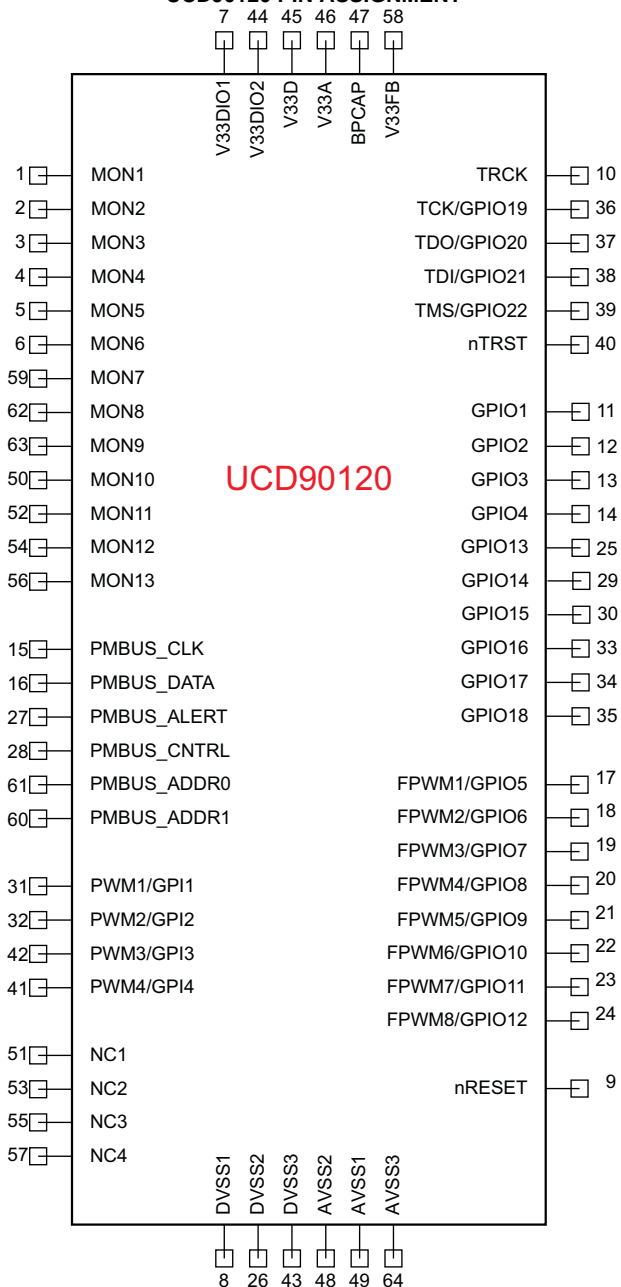 UCD90120 PIN ASSIGNMENT
7 44 45 46 47 58
V33DIO1 V33DIO2 V33D V33A BPCAP V33FB
1 MON1 TRCK 10
2 MON2 TCK/GPIO19 36
3 MON3 TDO/GPIO20 37
4 MON4 TDI/GPIO21 38
5 MON5 TMS/GPIO22 39
6 MON6 nTRST 40
59 MON7
62 MON8 GPIO1 11
63 MON9 GPIO2 12
50 MON10 UCD90120 GPIO3 13
52 MON11 GPIO4 14
54 MON12 GPIO13 25
56 MON13 GPIO14 29
GPIO15 30
15 PMBUS_CLK GPIO16 33
16 PMBUS_DATA GPIO17 34
27 PMBUS_ALERT GPIO18 35
28 PMBUS_CNTRL
61 PMBUS_ADDR0 FPWM1/GPIO5 17
60 PMBUS_ADDR1 FPWM2/GPIO6 18
FPWM3/GPIO7 19
31 PWM1/GPI1 FPWM4/GPIO8 20
32 PWM2/GPI2 FPWM5/GPIO9 21
42 PWM3/GPI3 FPWM6/GPIO10 22
41 PWM4/GPI4 FPWM7/GPIO11 23
FPWM8/GPIO12 24
51 NC1
53 NC2 nRESET 9
55 NC3
57 NC4
DVSS1 DVSS2 DVSS3 AVSS2 AVSS1 AVSS3
8 26 43 48 49 64